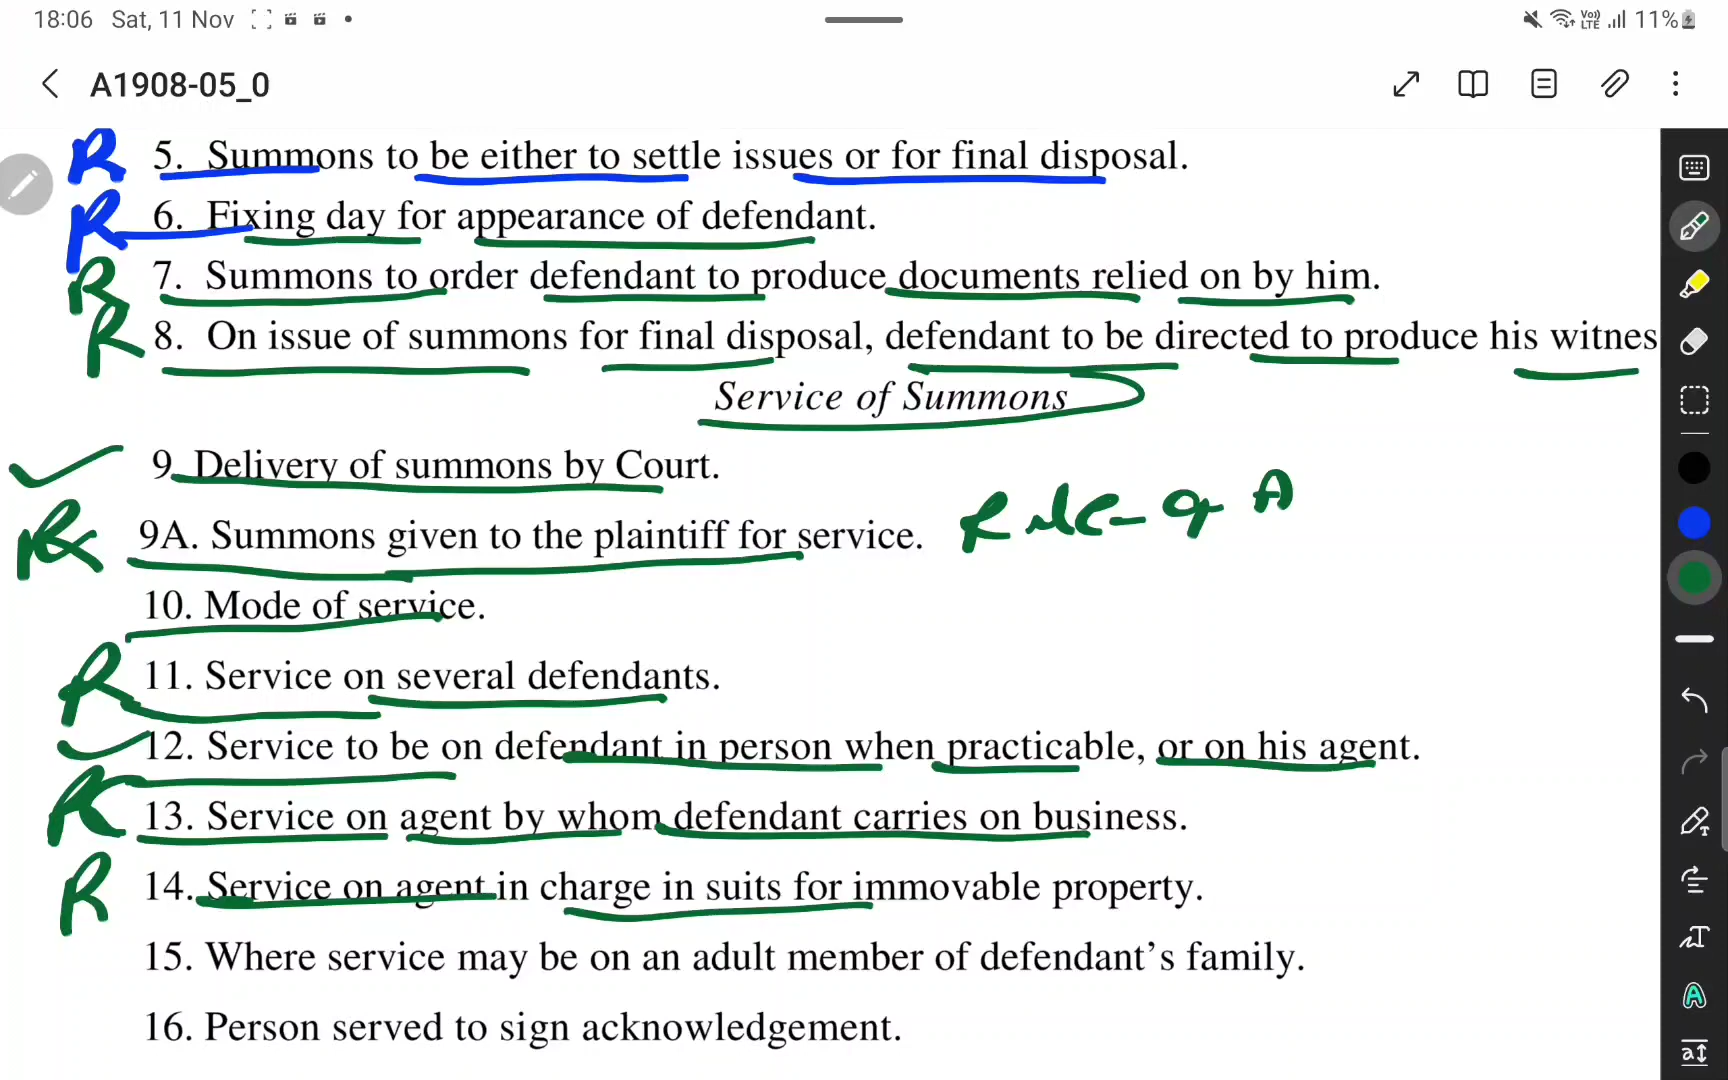 18:06 Sat, 11 Nov
VoLTE 11%
A1908-05_0
R 5. Summons to be either to settle issues or for final disposal.
R 6. Fixing day for appearance of defendant.
R 7. Summons to order defendant to produce documents relied on by him.
R 8. On issue of summons for final disposal, defendant to be directed to produce his witnes
Service of Summons
9. Delivery of summons by Court.
R 9A. Summons given to the plaintiff for service. Rule-9A
10. Mode of service.
R 11. Service on several defendants.
12. Service to be on defendant in person when practicable, or on his agent.
R 13. Service on agent by whom defendant carries on business.
R 14. Service on agent in charge in suits for immovable property.
15. Where service may be on an adult member of defendant’s family.
16. Person served to sign acknowledgement.